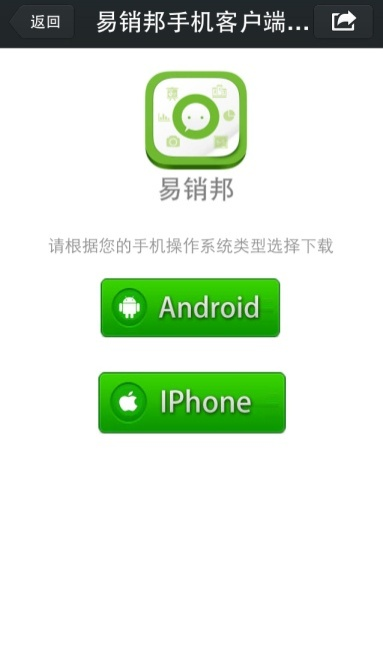 返回
易销邦手机客户端...
易销邦
请根据您的手机操作系统类型选择下载
Android
IPhone